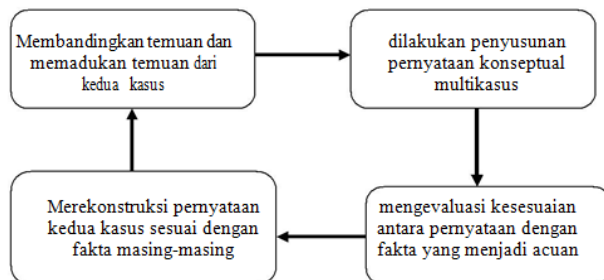 Membandingkan temuan dan
memadukan temuan dari
kedua kasus
dilakukan penyusunan
pernyataan konseptual
multikasus
mengevaluasi kesesuaian
antara pernyataan dengan
fakta yang menjadi acuan
Merekonstruksi pernyataan
kedua kasus sesuai dengan
fakta masing-masing